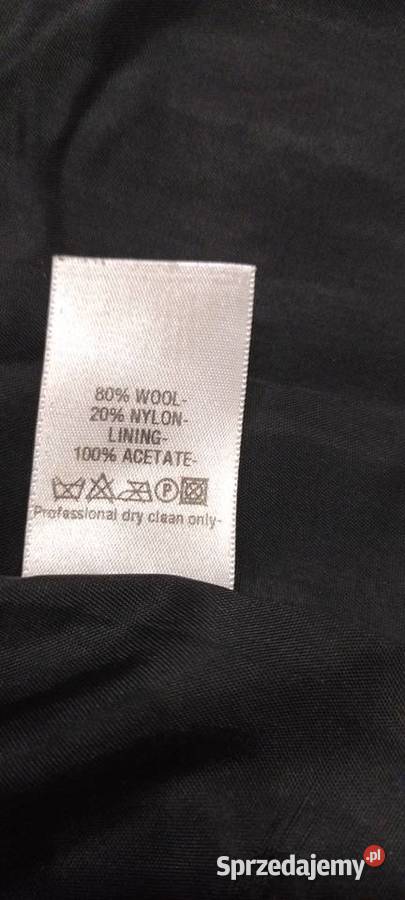 80% WOOL-
20% NYLON-
LINING-
100% ACETATE-
P
Professional dry clean only-
Sprzedajemy.pl